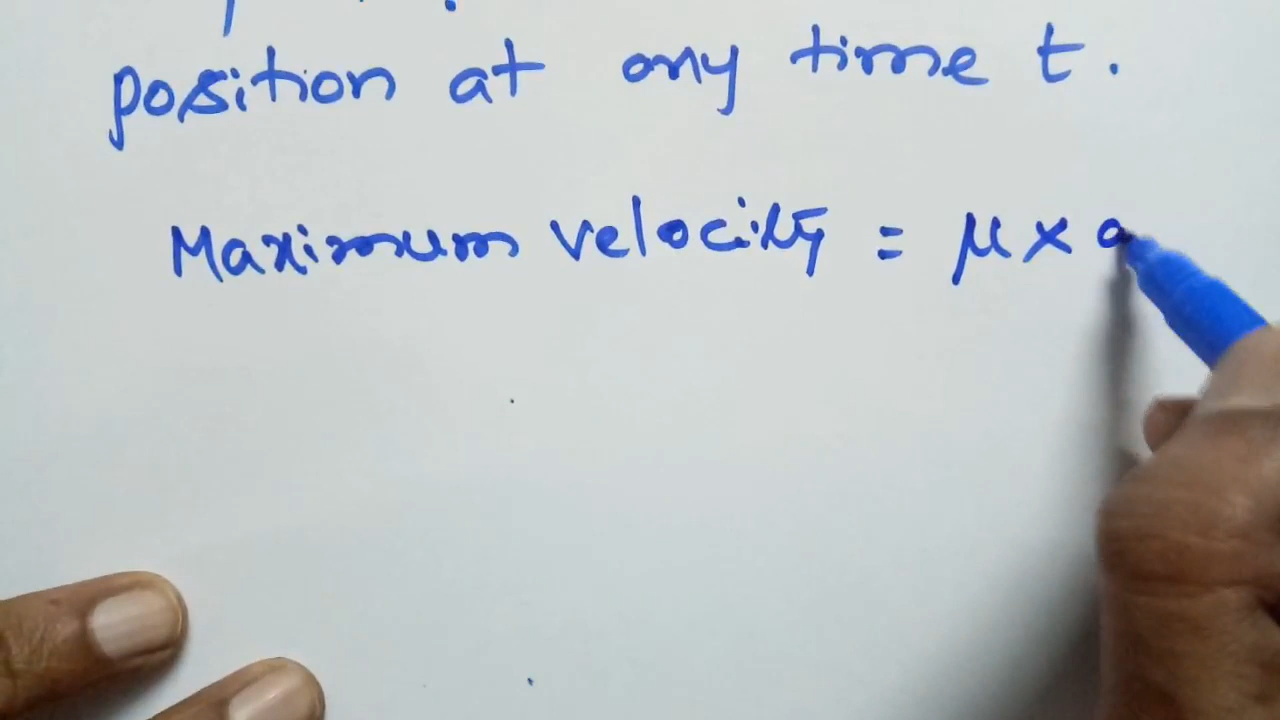 position at any time t.
Maximum velocity = μ × a